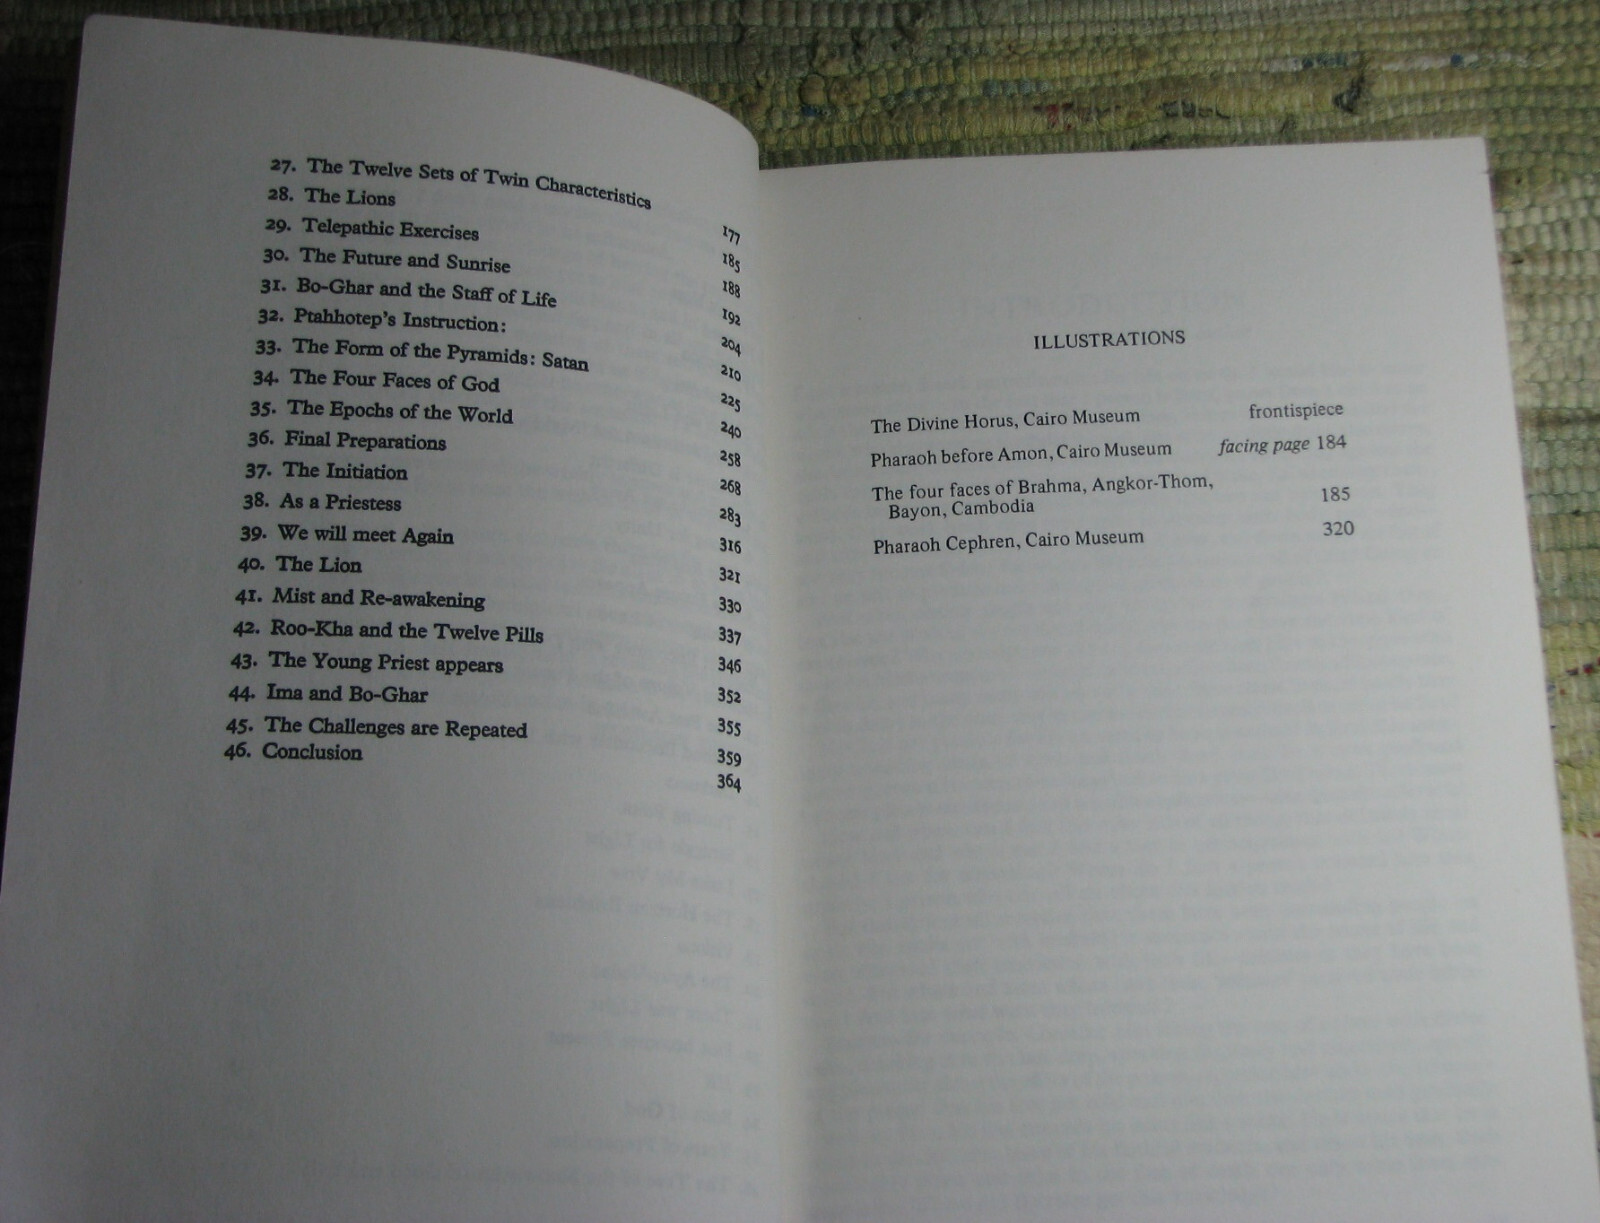 27. The Twelve Sets of Twin Characteristics 177
28. The Lions 185
29. Telepathic Exercises 188
30. The Future and Sunrise 192
31. Bo-Ghar and the Staff of Life 204
32. Ptahhotep's Instruction: 210
33. The Form of the Pyramids: Satan 225
34. The Four Faces of God 240
35. The Epochs of the World 258
36. Final Preparations 268
37. The Initiation 283
38. As a Priestess 316
39. We will meet Again 321
40. The Lion 330
41. Mist and Re-awakening 337
42. Roo-Kha and the Twelve Pills 346
43. The Young Priest appears 352
44. Ima and Bo-Ghar 355
45. The Challenges are Repeated 359
46. Conclusion 364
ILLUSTRATIONS
The Divine Horus, Cairo Museum frontispiece
Pharaoh before Amon, Cairo Museum facing page 184
The four faces of Brahma, Angkor-Thom,
Bayon, Cambodia 185
Pharaoh Cephren, Cairo Museum 320